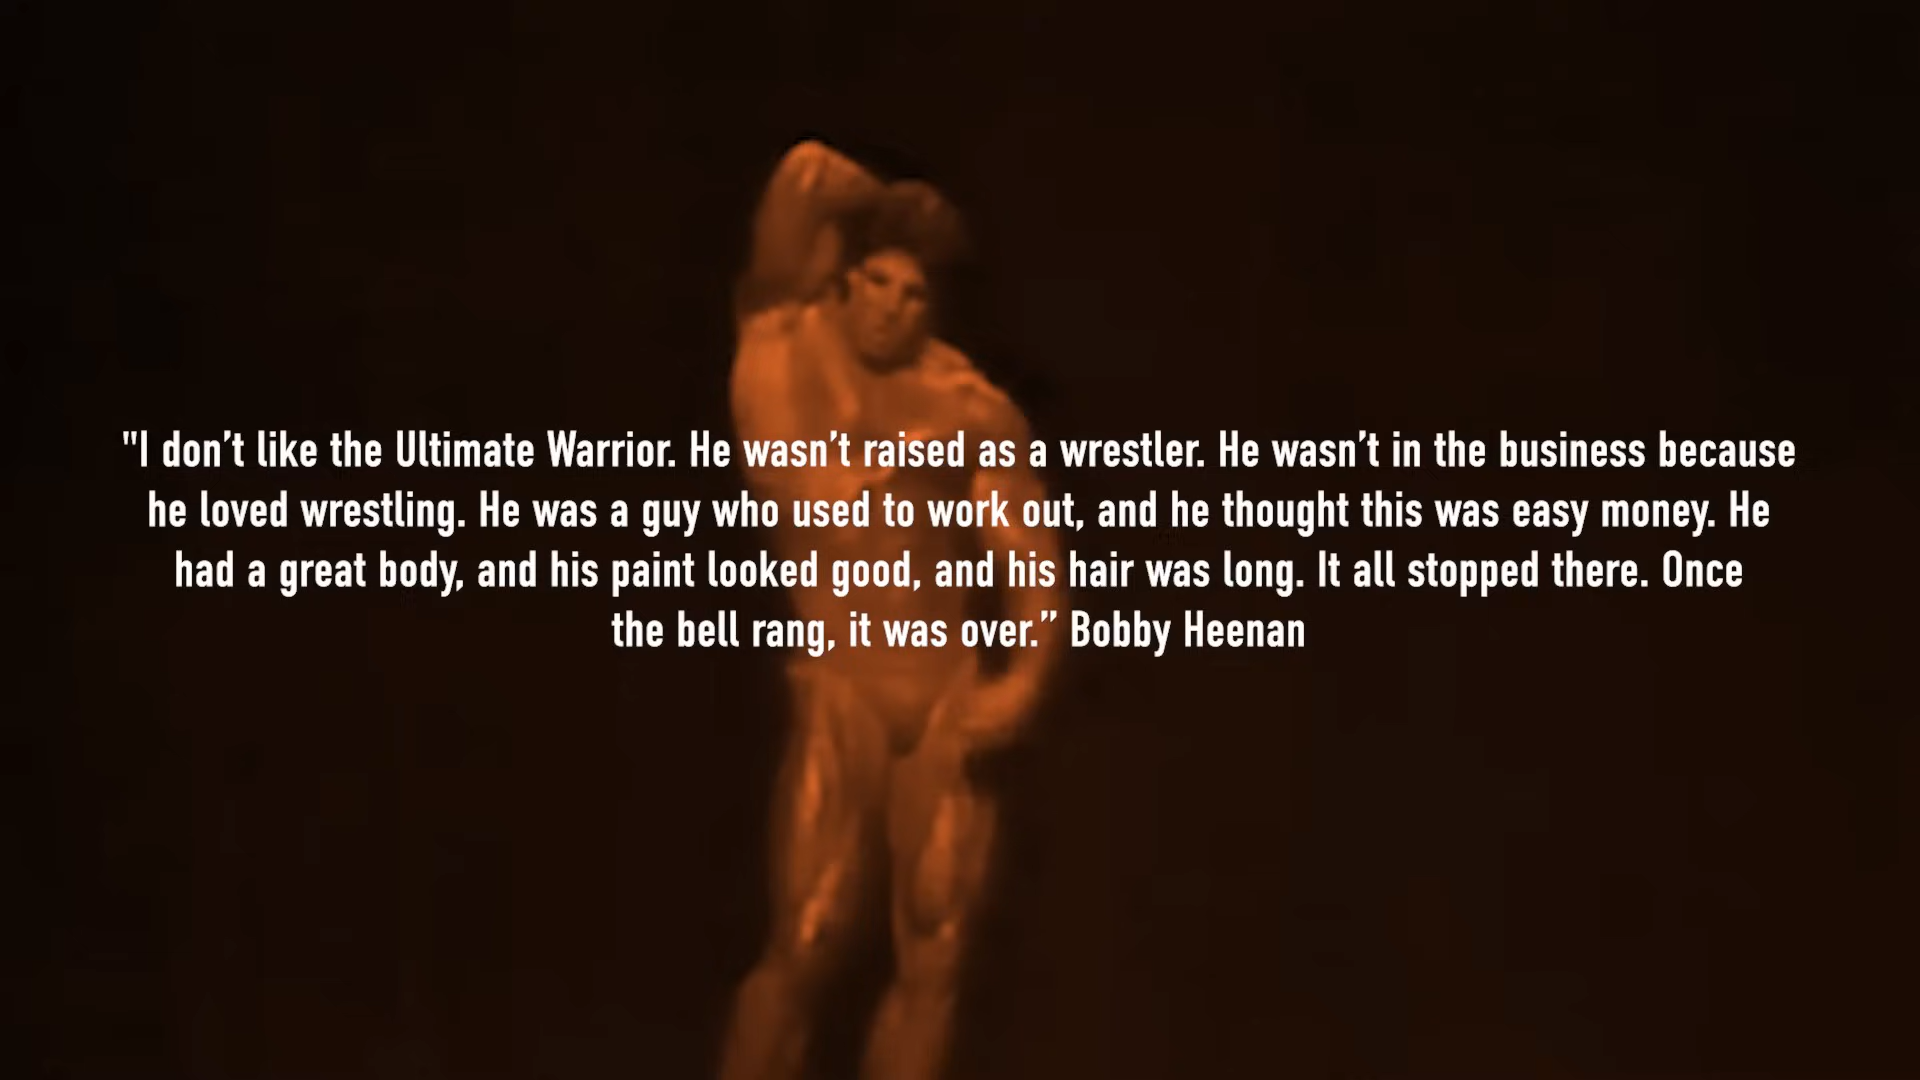 "I don’t like the Ultimate Warrior. He wasn’t raised as a wrestler. He wasn’t in the business because
he loved wrestling. He was a guy who used to work out, and he thought this was easy money. He
had a great body, and his paint looked good, and his hair was long. It all stopped there. Once
the bell rang, it was over.” Bobby Heenan